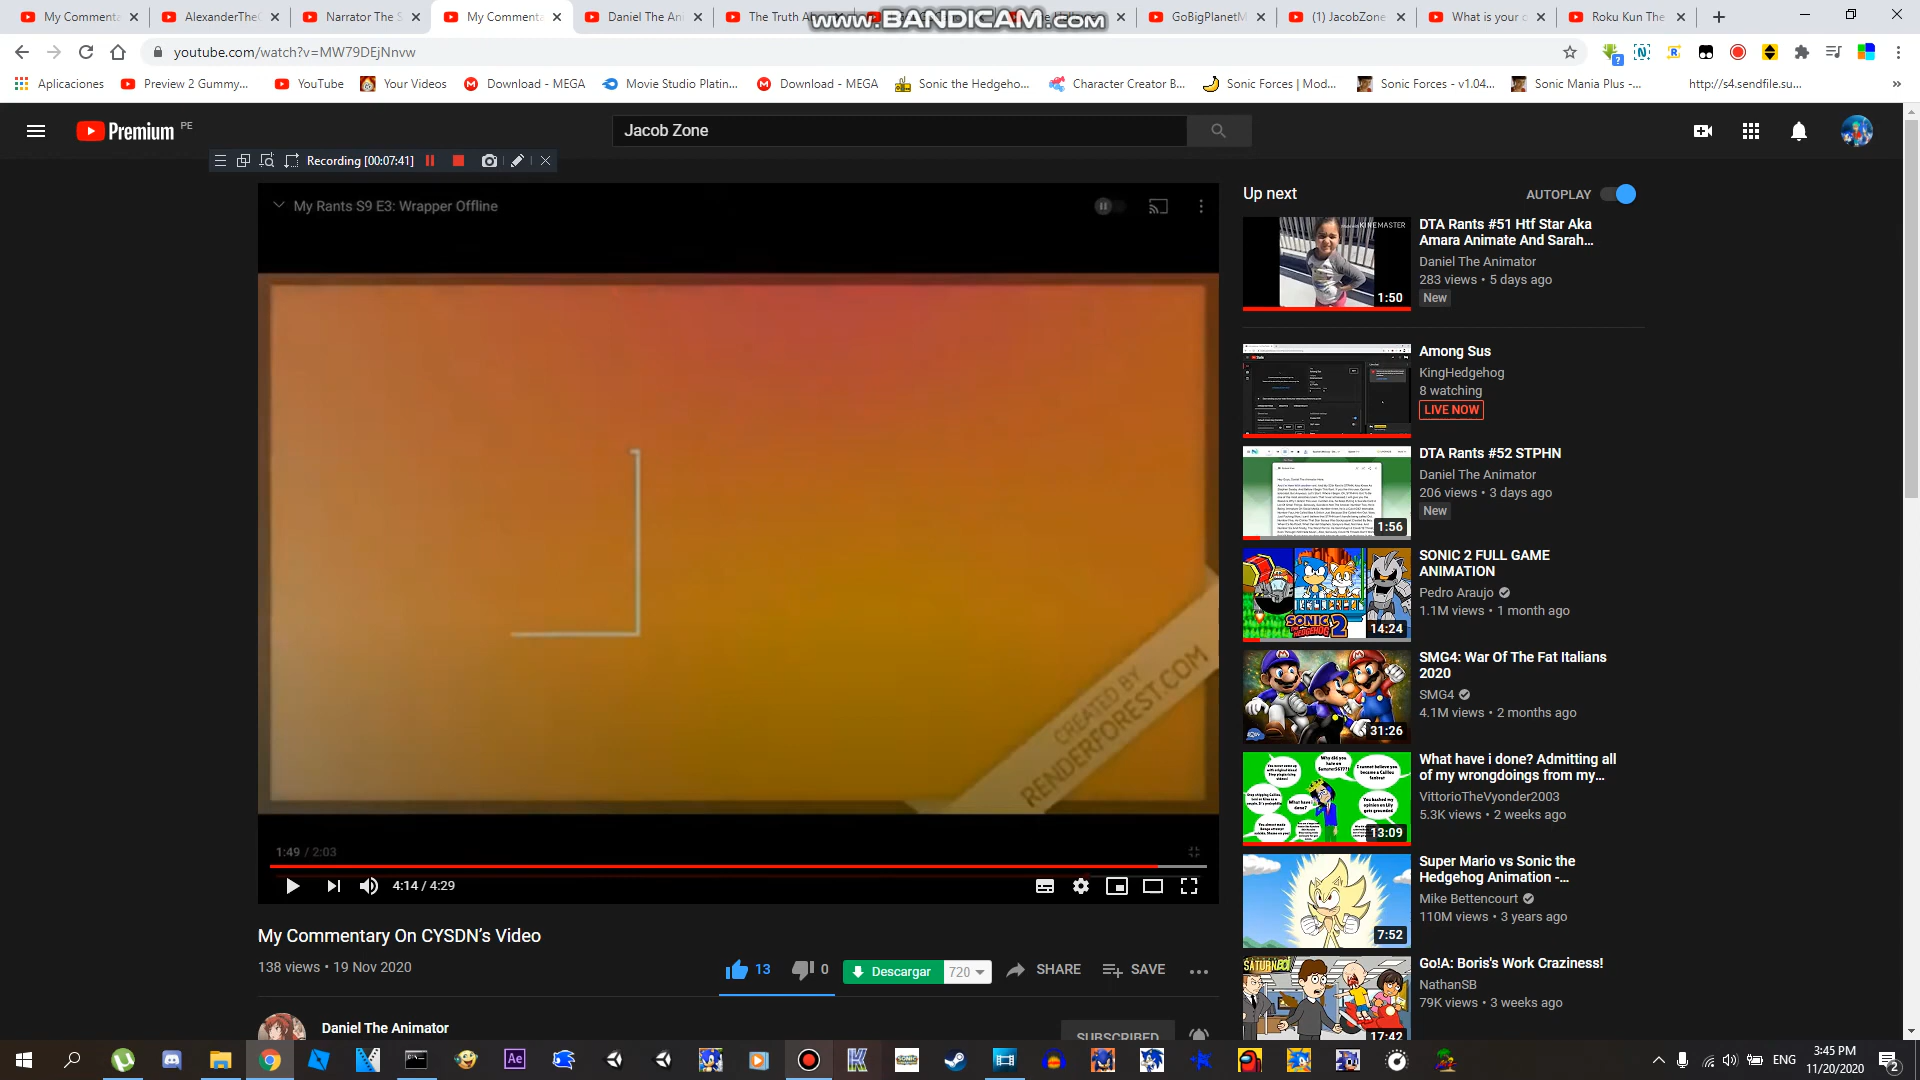 My Commenta
AlexanderThe
Narrator The S
My Commenta
Daniel The Ani
The Truth Ab
GoBigPlanetM
(1) JacobZone
What is your
Roku Kun The
www.BANDICAM.com
youtube.com/watch?v=MW79DEjNnvw
Aplicaciones
Preview 2 Gummy...
YouTube
Your Videos
Download - MEGA
Movie Studio Platin...
Download - MEGA
Sonic the Hedgeho...
Character Creator B...
Sonic Forces | Mod...
Sonic Forces - v1.04...
Sonic Mania Plus -...
http://s4.sendfile.su...
Premium PE
Jacob Zone
Recording [00:07:41]
My Rants S9 E3: Wrapper Offline
CREATED BY
RENDERFOREST.COM
1:49 / 2:03
4:14 / 4:29
My Commentary On CYSDN’s Video
138 views • 19 Nov 2020
13
0
Descargar
720
SHARE
SAVE
Daniel The Animator
SUBSCRIBED
Up next
AUTOPLAY
KINEMASTER
1:50
DTA Rants #51 Htf Star Aka
Amara Animate And Sarah...
Daniel The Animator
283 views • 5 days ago
New
Among Sus
KingHedgehog
8 watching
LIVE NOW
DTA Rants #52 STPHN
Daniel The Animator
206 views • 3 days ago
New
1:56
SONIC 2 FULL GAME
ANIMATION
Pedro Araujo
1.1M views • 1 month ago
SONIC
2
14:24
SMG4: War Of The Fat Italians
2020
SMG4
4.1M views • 2 months ago
31:26
What have i done? Admitting all
of my wrongdoings from my...
VittorioTheVyonder2003
5.3K views • 2 weeks ago
13:09
Super Mario vs Sonic the
Hedgehog Animation -...
Mike Bettencourt
110M views • 3 years ago
7:52
Go!A: Boris's Work Craziness!
NathanSB
79K views • 3 weeks ago
17:42
ENG
3:45 PM
11/20/2020
2